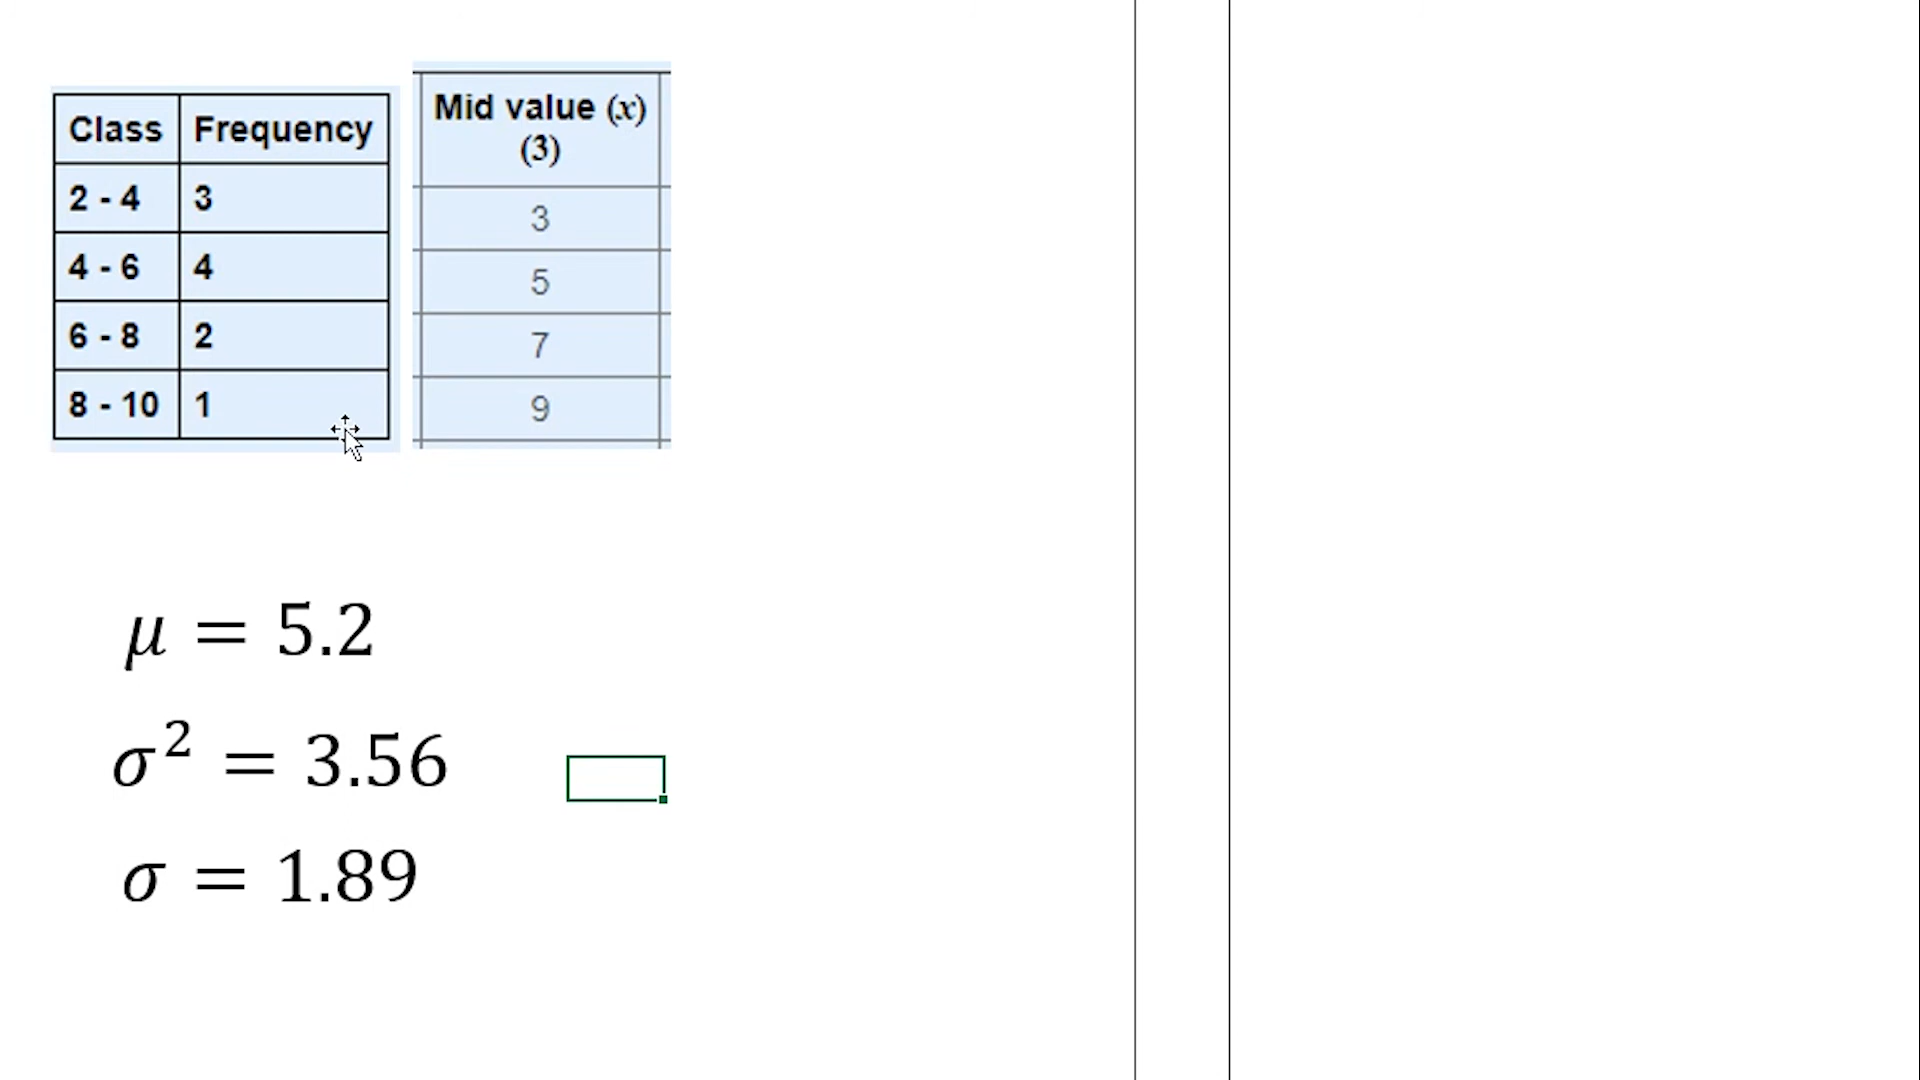 Class Frequency
2 - 4 3
4 - 6 4
6 - 8 2
8 - 10 1
Mid value (x)
(3)
3
5
7
9
μ = 5.2
σ² = 3.56
σ = 1.89